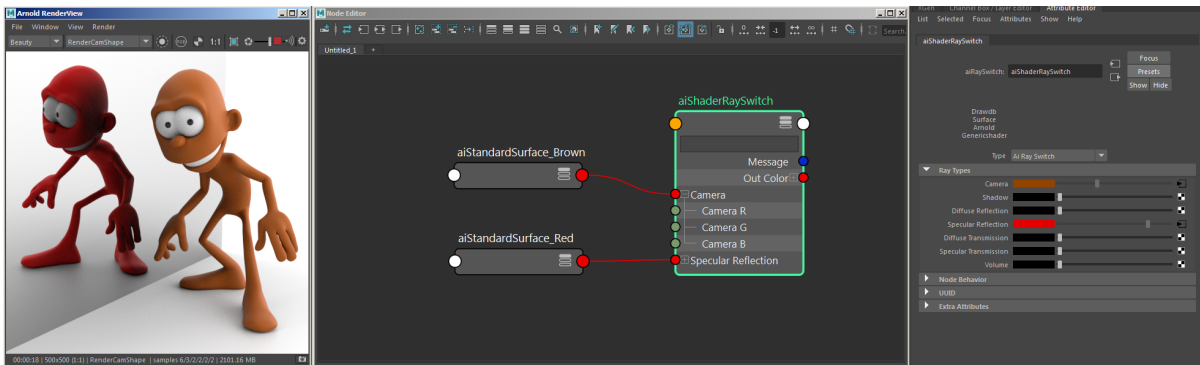 Arnold RenderView
File Window View Render
Beauty RenderCamShape 1:1
00:00:18 | 500x500 (1:1) | RenderCamShape | samples 6/3/2/2/2/2 | 2101.16 MB
Node Editor
-1 Search...
Untitled_1 +
aiStandardSurface_Brown
aiStandardSurface_Red
aiShaderRaySwitch
Message
Out Color
Camera
Camera R
Camera G
Camera B
Specular Reflection
XGen Channel Box / Layer Editor Attribute Editor
List Selected Focus Attributes Show Help
aiShaderRaySwitch
Focus
aiRaySwitch: aiShaderRaySwitch
Presets
Show Hide
Drawdb
Surface
Arnold
Genericshader
Type Ai Ray Switch
Ray Types
Camera
Shadow
Diffuse Reflection
Specular Reflection
Diffuse Transmission
Specular Transmission
Volume
Node Behavior
UUID
Extra Attributes